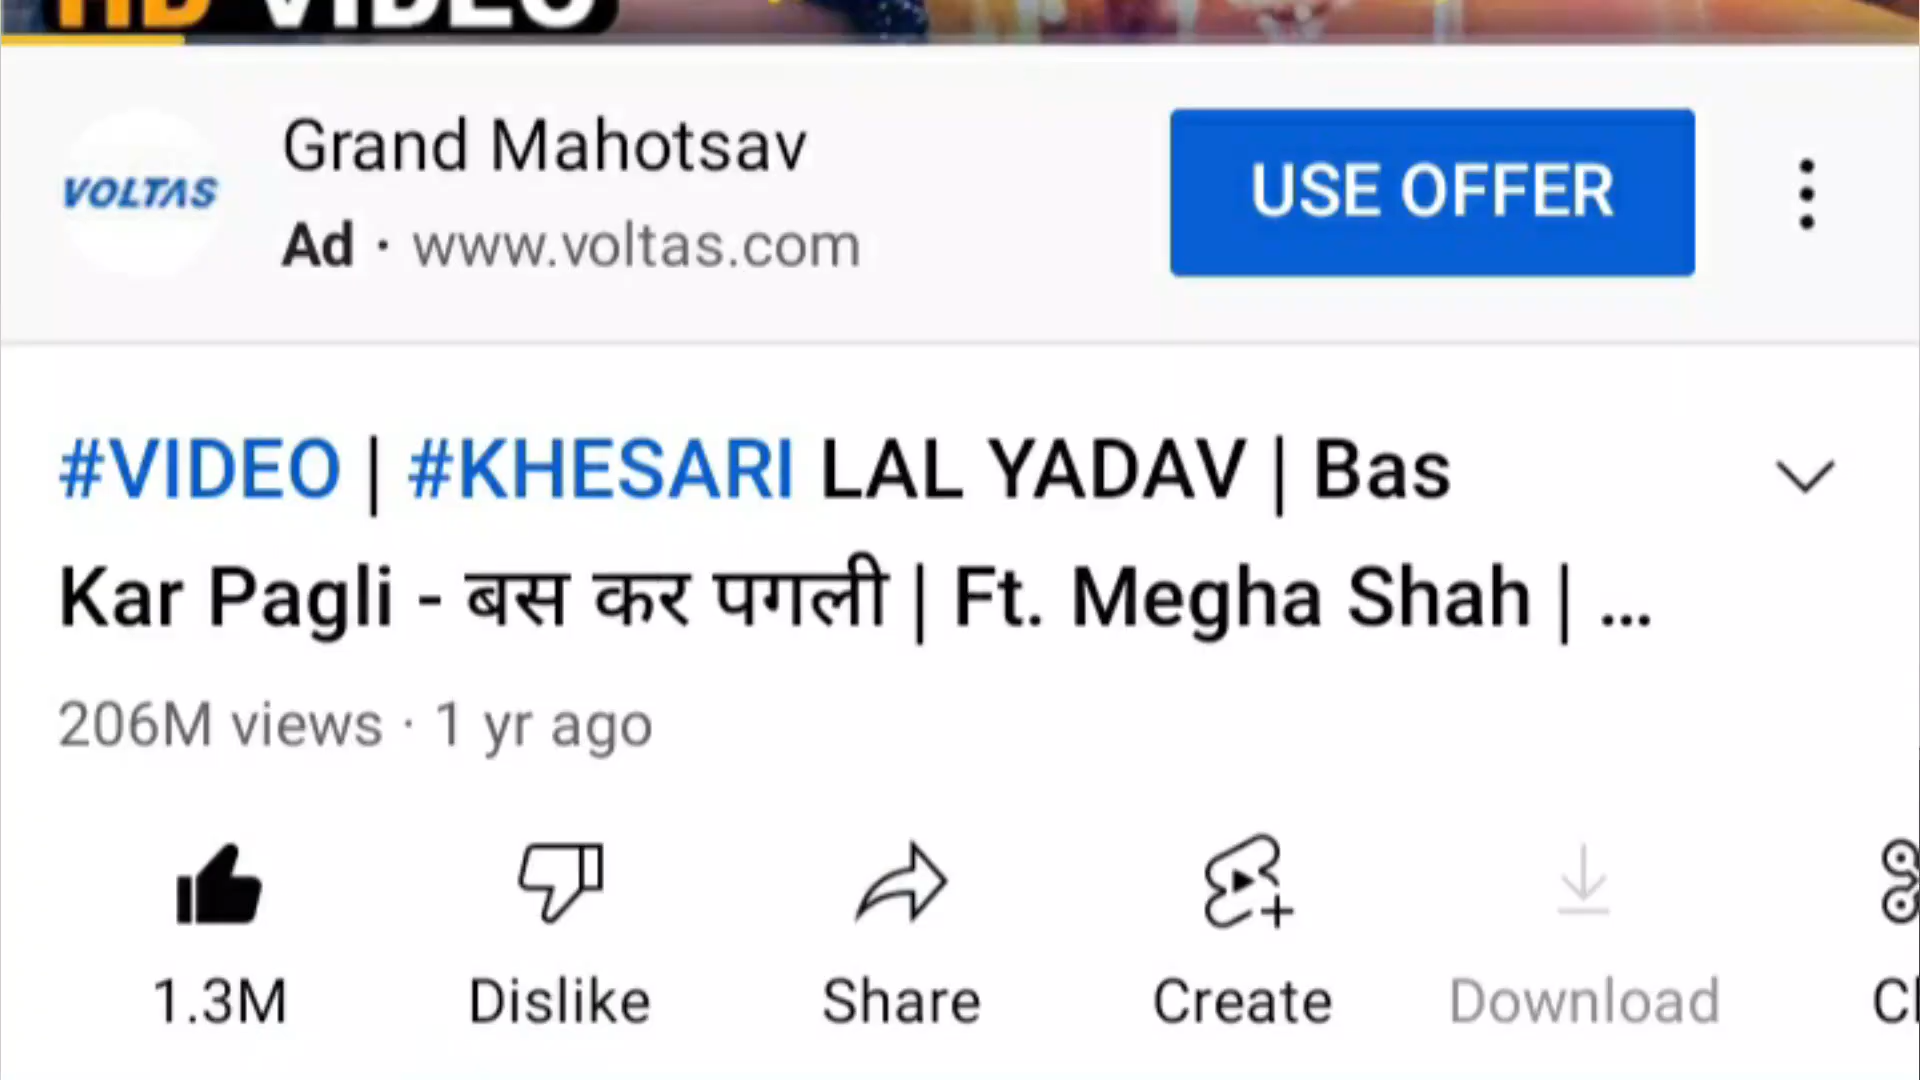 HD VIDEO
Grand Mahotsav
VOLTAS
USE OFFER
Ad · www.voltas.com
#VIDEO | #KHESARI LAL YADAV | Bas
Kar Pagli - बस कर पगली | Ft. Megha Shah | ...
206M views · 1 yr ago
1.3M Dislike Share Create Download